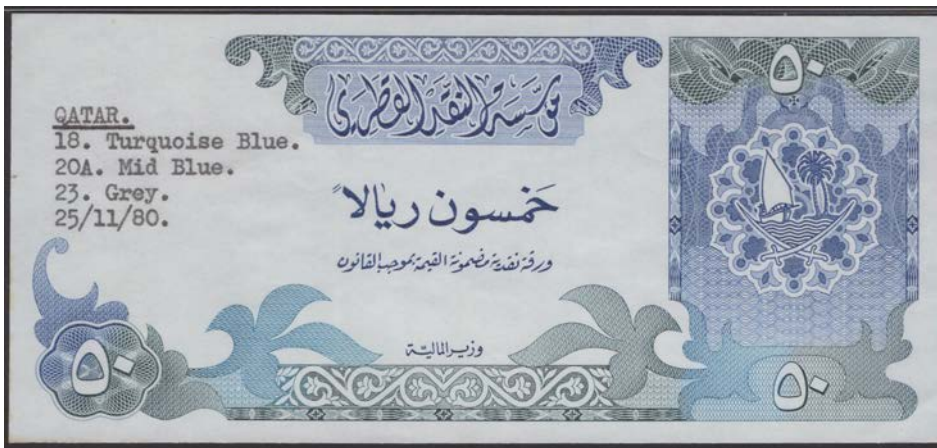 QATAR.
18. Turquoise Blue.
20A. Mid Blue.
23. Grey.
25/11/80.
مؤسسة النقد القطري
خمسون ريالاً
ورقة نقدية مضمونة القيمة بموجب القانون
وزير المالية
٥٠
٥٠
٥٠